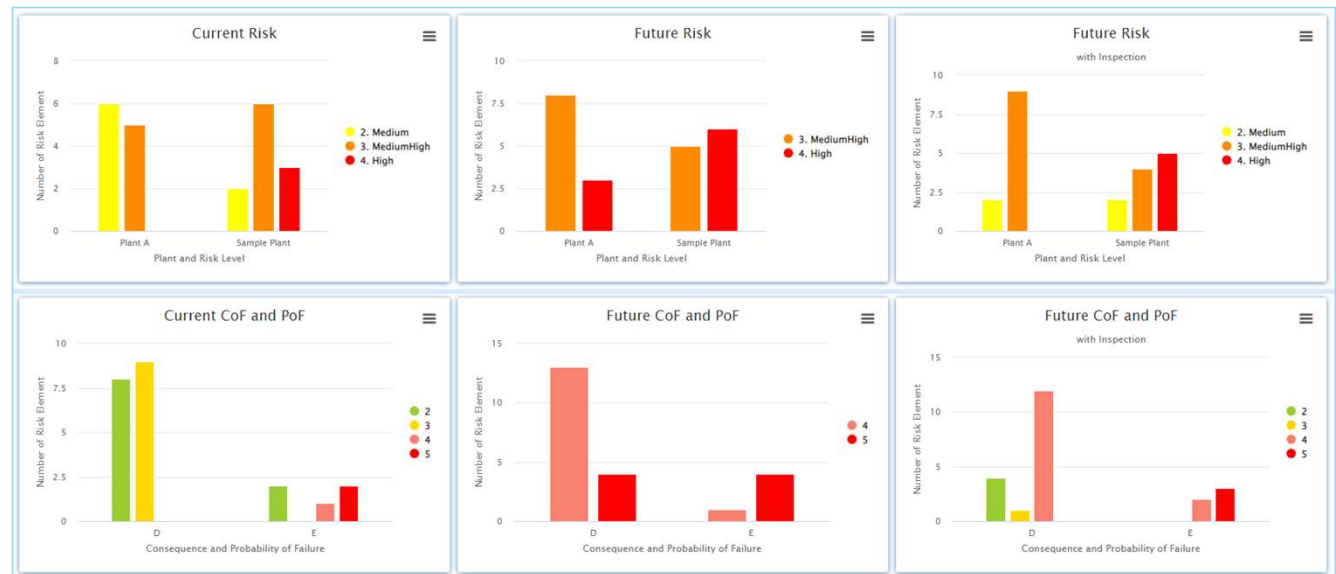 Current Risk
Number of Risk Element
8
6
4
2
0
Plant A
Sample Plant
Plant and Risk Level
2. Medium
3. MediumHigh
4. High
Future Risk
Number of Risk Element
10
7.5
5
2.5
0
Plant A
Sample Plant
Plant and Risk Level
3. MediumHigh
4. High
Future Risk
with Inspection
Number of Risk Element
10
7.5
5
2.5
0
Plant A
Sample Plant
Plant and Risk Level
2. Medium
3. MediumHigh
4. High
Current CoF and PoF
Number of Risk Element
10
7.5
5
2.5
0
D
E
Consequence and Probability of Failure
2
3
4
5
Future CoF and PoF
Number of Risk Element
15
10
5
0
D
E
Consequence and Probability of Failure
4
5
Future CoF and PoF
with Inspection
Number of Risk Element
15
10
5
0
D
E
Consequence and Probability of Failure
2
3
4
5